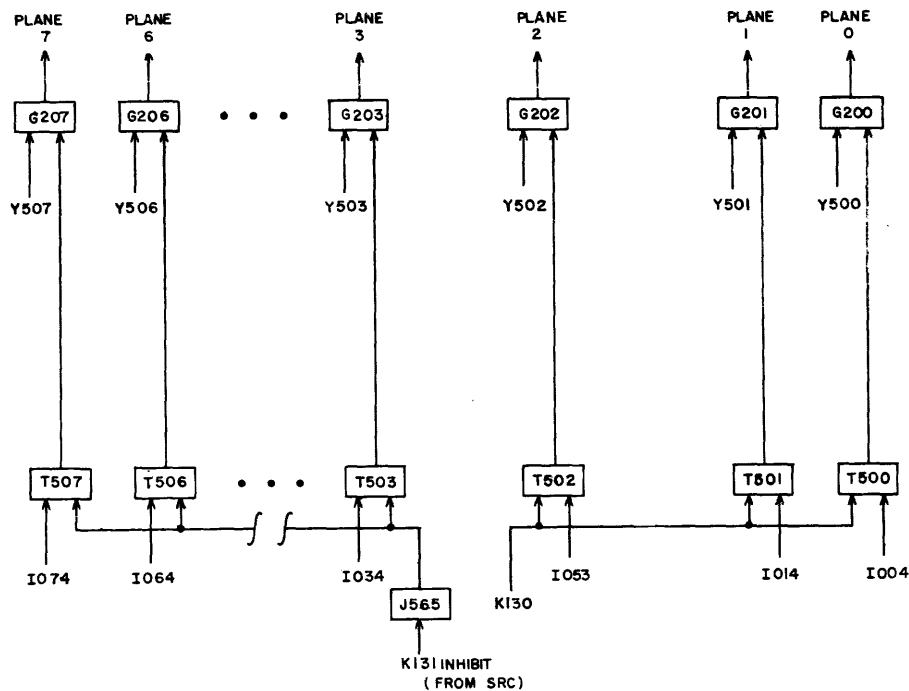 PLANE 7
PLANE 6
PLANE 3
PLANE 2
PLANE 1
PLANE 0
G207
G206
• • •
G203
G202
G201
G200
Y507
Y506
Y503
Y502
Y501
Y500
T507
T506
• • •
T503
T502
T501
T500
I074
I064
I034
K130
I053
I014
I004
J565
K131 INHIBIT
(FROM SRC)